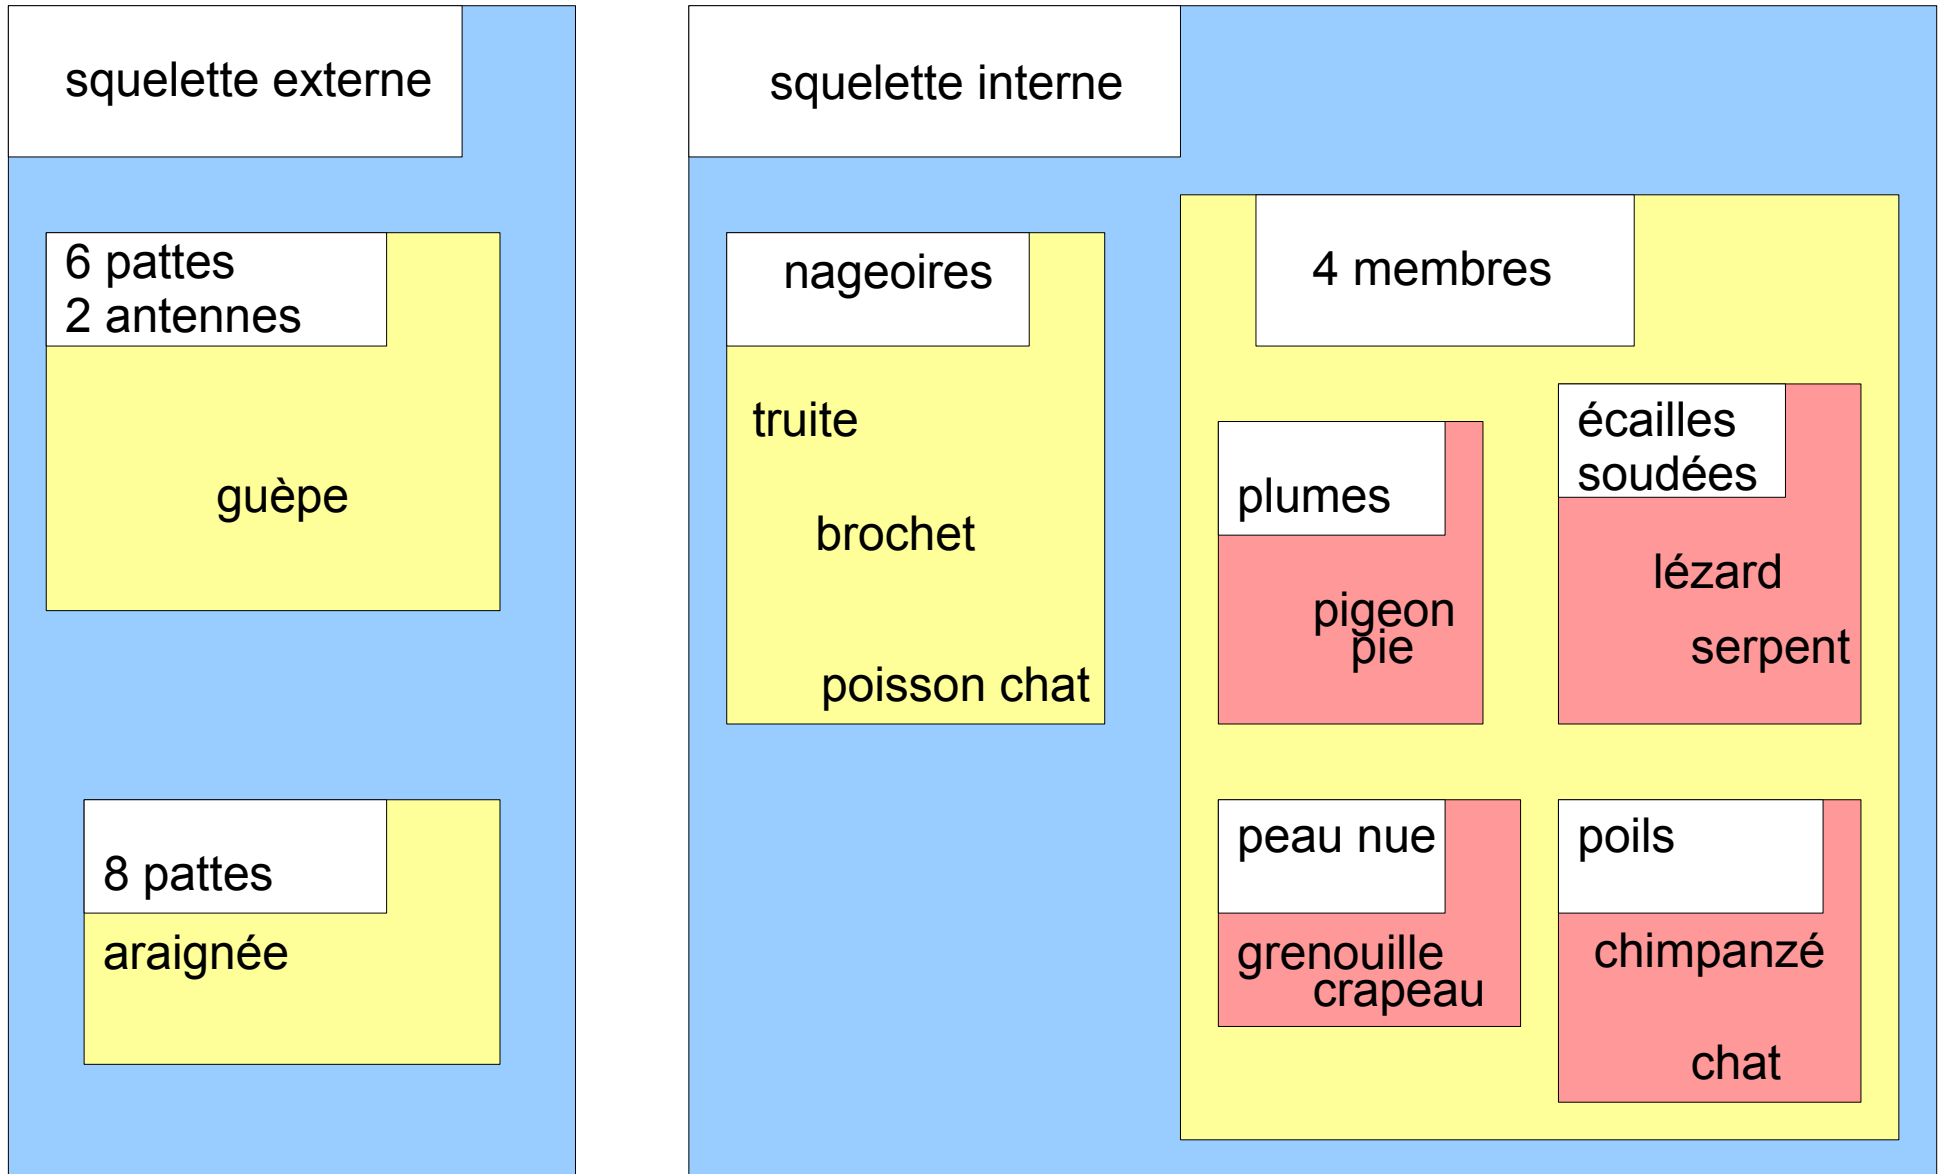 squelette externe
6 pattes
2 antennes
guèpe
8 pattes
araignée
squelette interne
nageoires
truite
brochet
poisson chat
4 membres
plumes
pigeon
pie
écailles
soudées
lézard
serpent
peau nue
grenouille
crapeau
poils
chimpanzé
chat